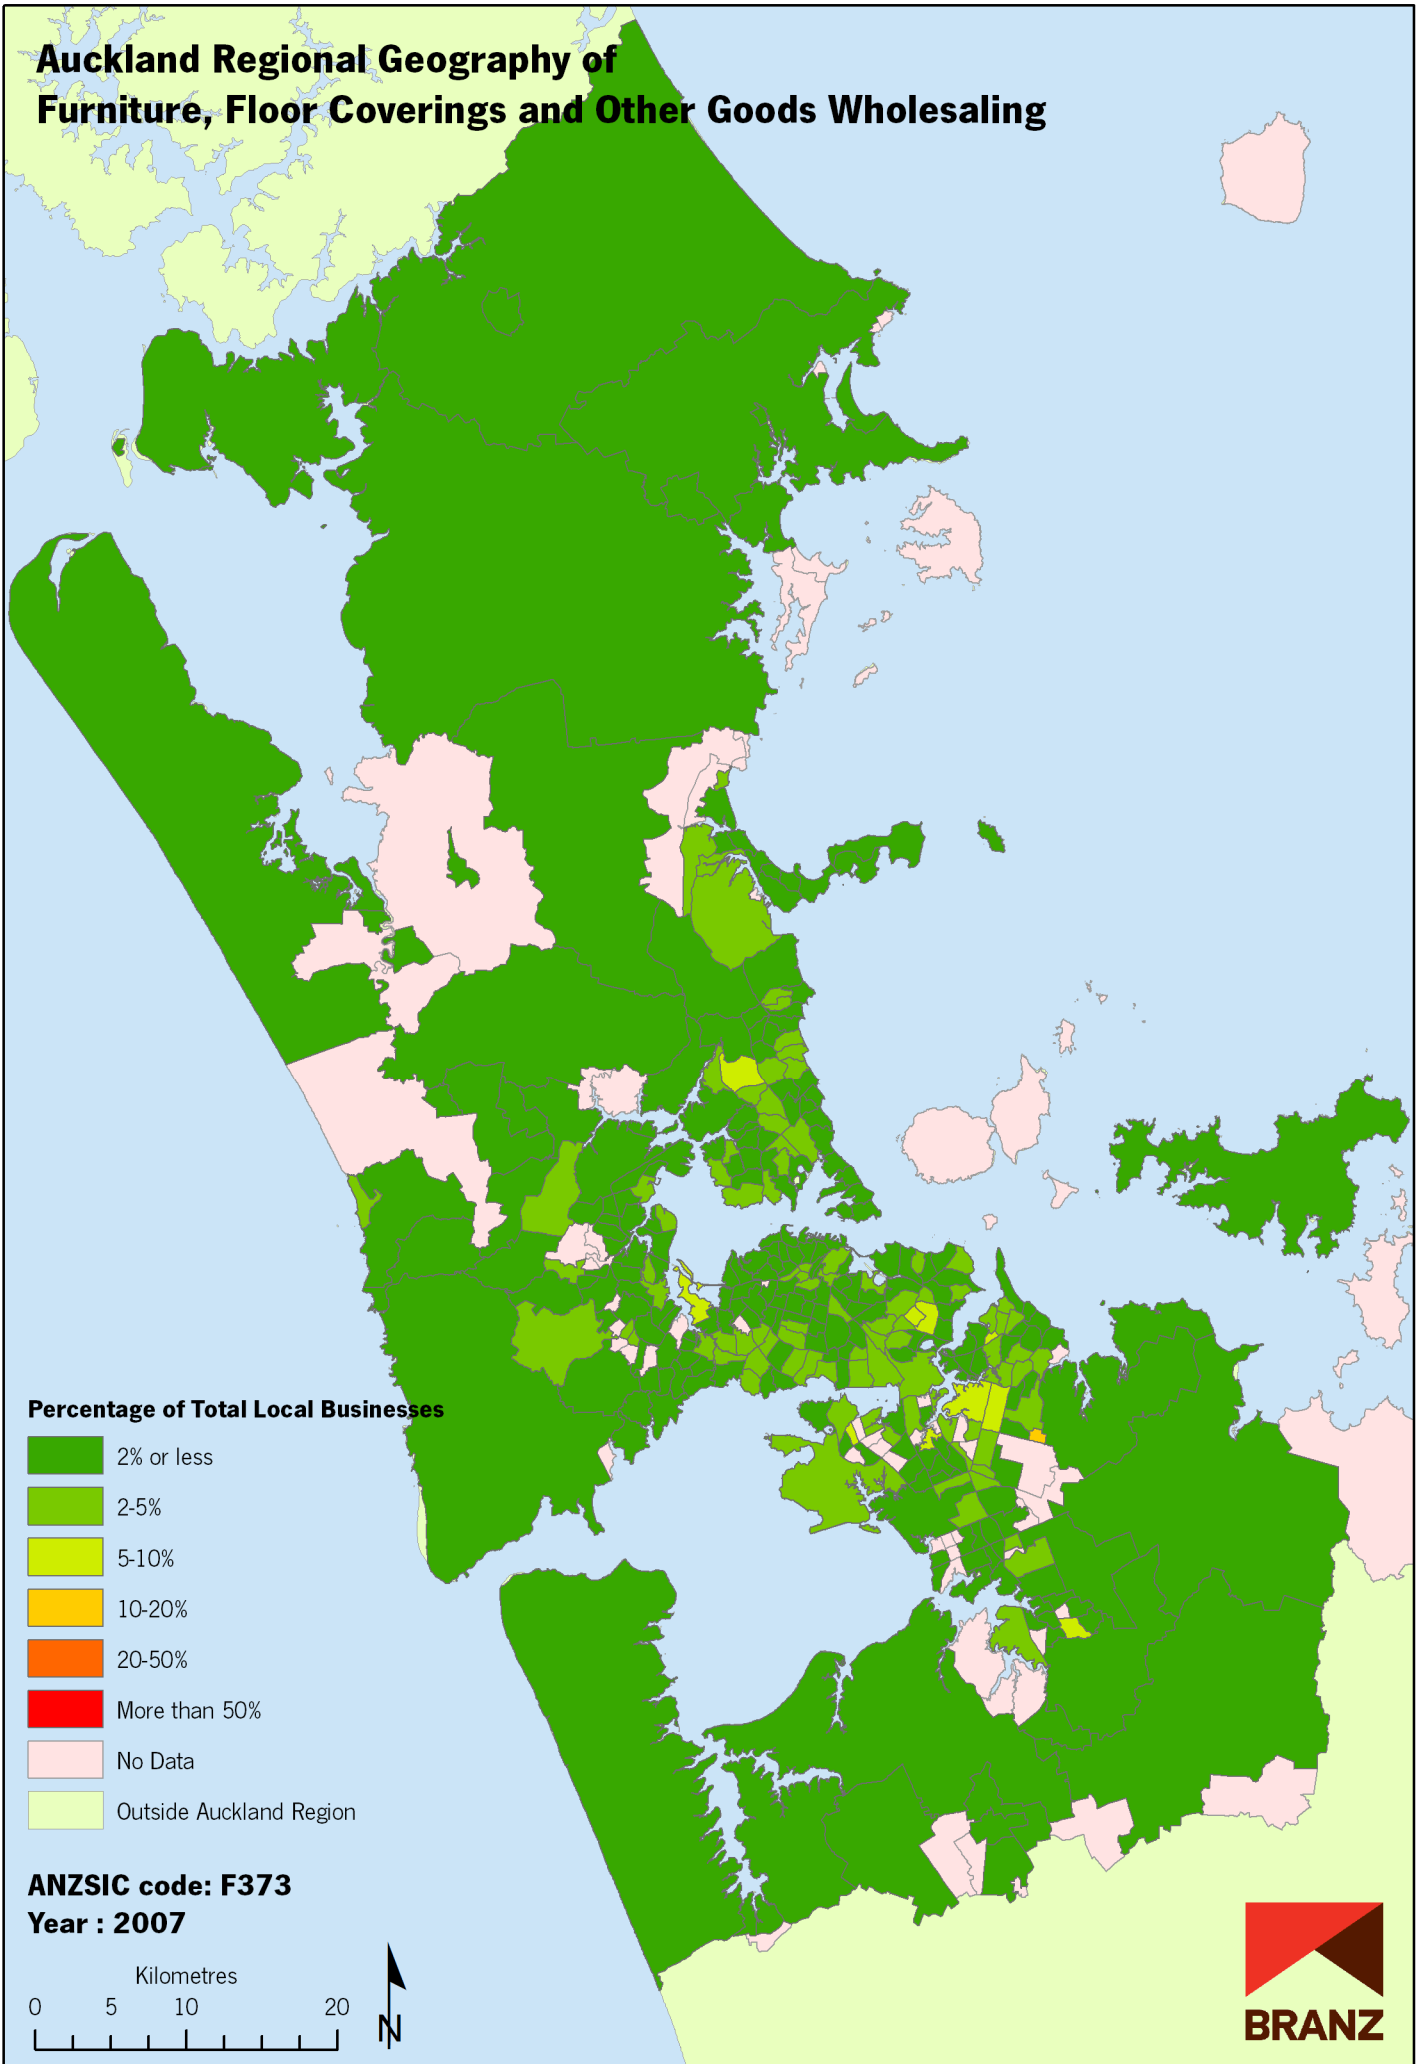 Auckland Regional Geography of
Furniture, Floor Coverings and Other Goods Wholesaling
Percentage of Total Local Businesses
2% or less
2-5%
5-10%
10-20%
20-50%
More than 50%
No Data
Outside Auckland Region
ANZSIC code: F373
Year : 2007
Kilometres
0 5 10 20
N
BRANZ